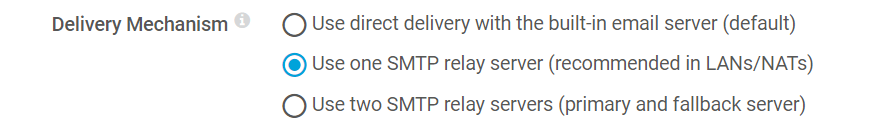 Delivery Mechanism
Use direct delivery with the built-in email server (default)
Use one SMTP relay server (recommended in LANs/NATs)
Use two SMTP relay servers (primary and fallback server)